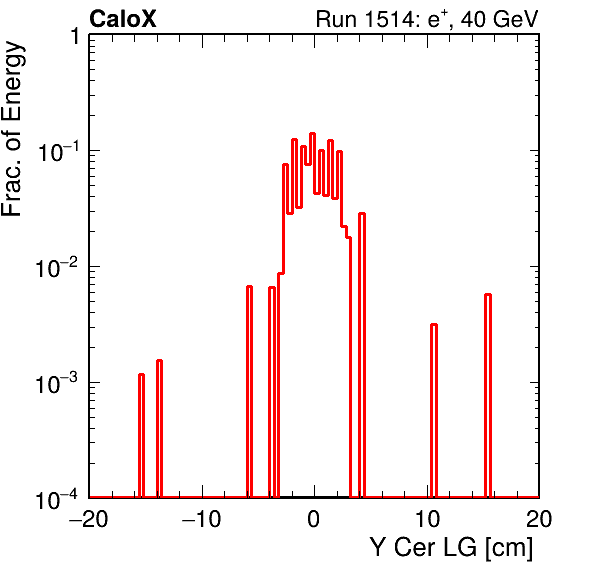 CaloX Run 1514: e⁺, 40 GeV
Frac. of Energy
1
10⁻¹
10⁻²
10⁻³
10⁻⁴
−20 −10 0 10 20
Y Cer LG [cm]